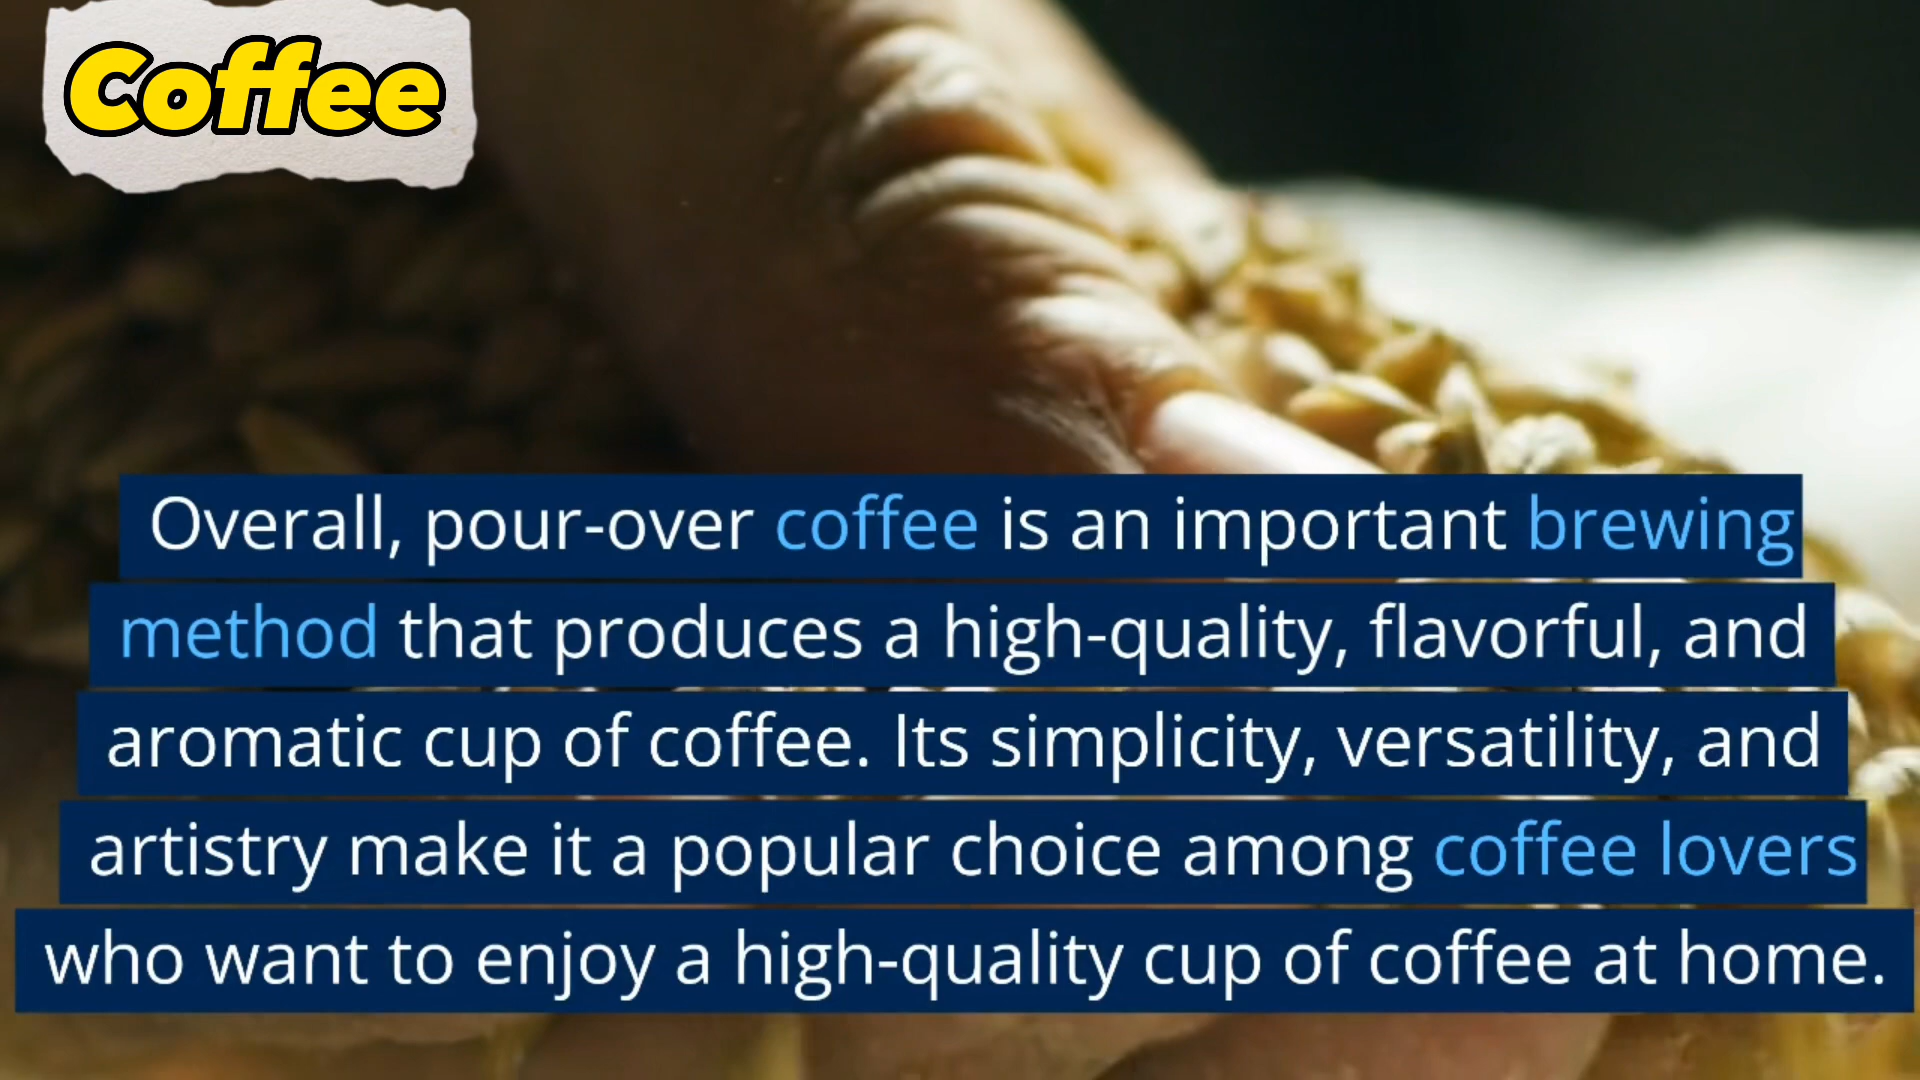 Coffee
Overall, pour-over coffee is an important brewing
method that produces a high-quality, flavorful, and
aromatic cup of coffee. Its simplicity, versatility, and
artistry make it a popular choice among coffee lovers
who want to enjoy a high-quality cup of coffee at home.